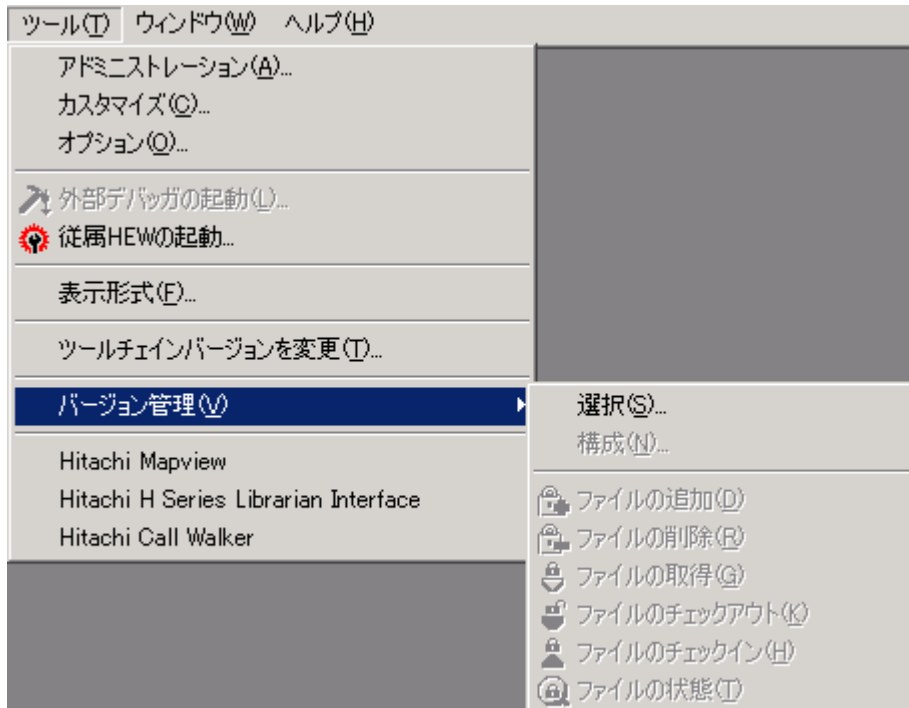 ツール(T) ウィンドウ(W) ヘルプ(H)
アドミニストレーション(A)...
カスタマイズ(C)...
オプション(O)...
外部デバッガの起動(L)...
従属HEWの起動...
表示形式(F)...
ツールチェインバージョンを変更(T)...
バージョン管理(V)
Hitachi Mapview
Hitachi H Series Librarian Interface
Hitachi Call Walker
選択(S)...
構成(N)...
ファイルの追加(D)
ファイルの削除(R)
ファイルの取得(G)
ファイルのチェックアウト(K)
ファイルのチェックイン(H)
ファイルの状態(T)